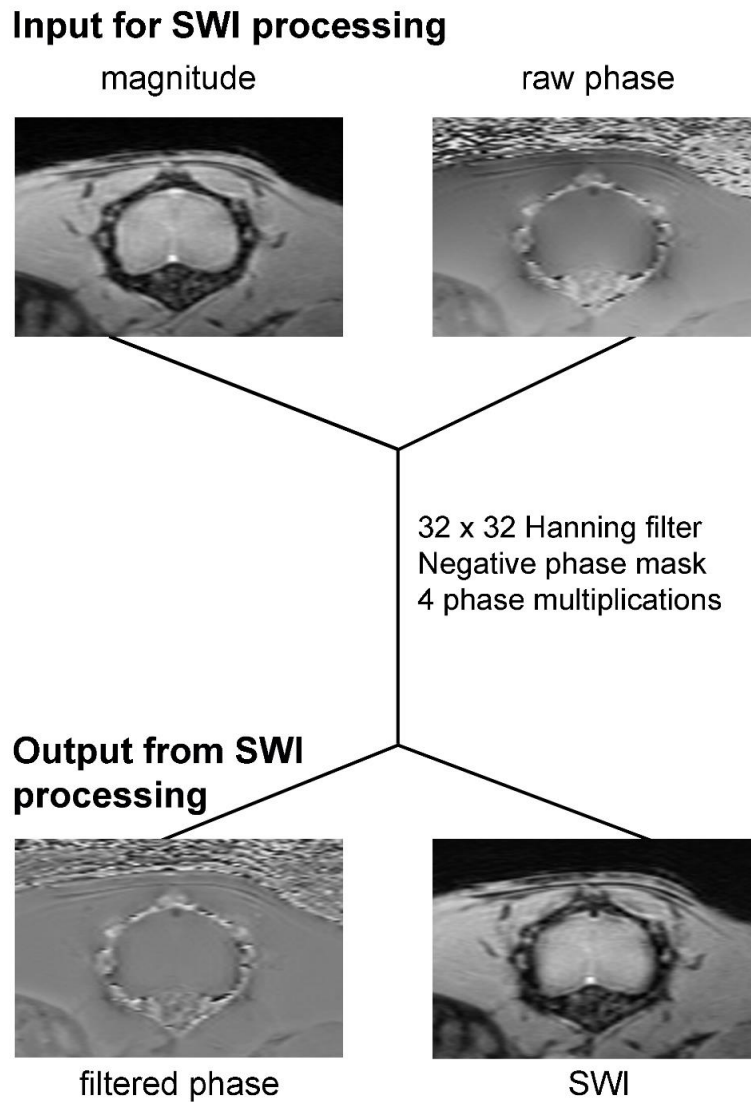 Input for SWI processing
magnitude
raw phase
32 x 32 Hanning filter
Negative phase mask
4 phase multiplications
Output from SWI
processing
filtered phase
SWI